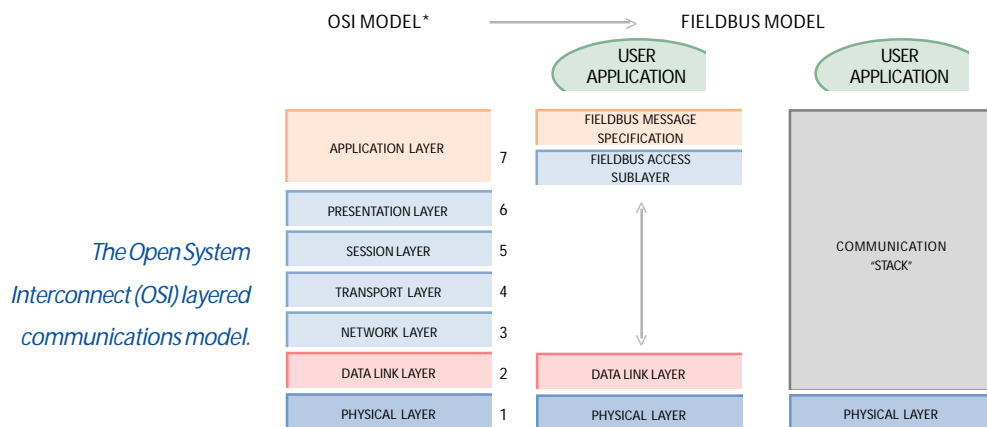 OSI MODEL*
FIELDBUS MODEL
USER
APPLICATION
USER
APPLICATION
The Open System
Interconnect (OSI) layered
communications model.
APPLICATION LAYER
7
PRESENTATION LAYER
6
SESSION LAYER
5
TRANSPORT LAYER
4
NETWORK LAYER
3
DATA LINK LAYER
2
PHYSICAL LAYER
1
FIELDBUS MESSAGE
SPECIFICATION
FIELDBUS ACCESS
SUBLAYER
DATA LINK LAYER
PHYSICAL LAYER
COMMUNICATION
“STACK”
PHYSICAL LAYER